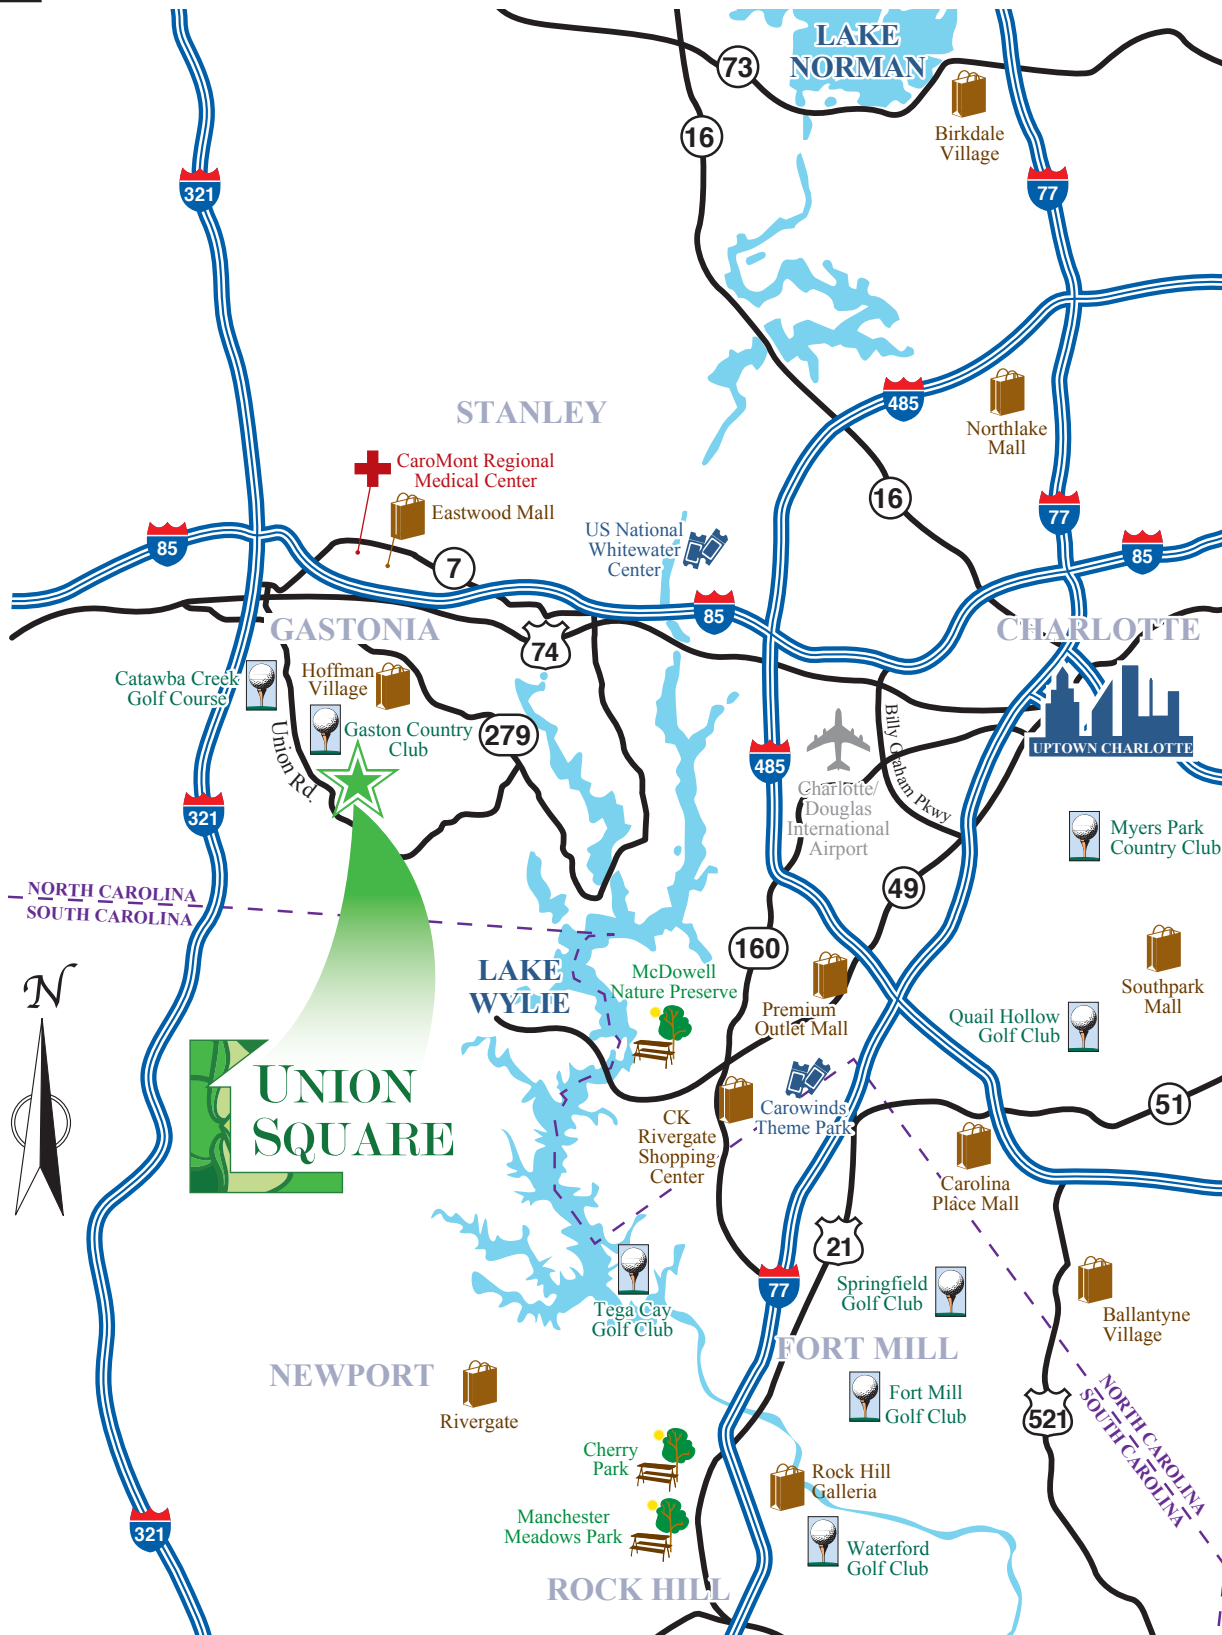 LAKE
NORMAN
73
16
Birkdale
Village
321
77
485
Northlake
Mall
STANLEY
CaroMont Regional
Medical Center
Eastwood Mall
16
77
US National
Whitewater
Center
85
7
85
85
GASTONIA
74
CHARLOTTE
Catawba Creek
Golf Course
Hoffman
Village
Gaston Country
Club
279
Union Rd.
Billy Graham Pkwy
UPTOWN CHARLOTTE
485
Charlotte/
Douglas
International
Airport
321
Myers Park
Country Club
NORTH CAROLINA
SOUTH CAROLINA
49
160
N
LAKE
WYLIE
McDowell
Nature Preserve
Premium
Outlet Mall
Southpark
Mall
Quail Hollow
Golf Club
UNION
SQUARE
CK
Rivergate
Shopping
Center
Carowinds
Theme Park
51
Carolina
Place Mall
21
77
Springfield
Golf Club
Tega Cay
Golf Club
Ballantyne
Village
FORT MILL
NEWPORT
Rivergate
Fort Mill
Golf Club
521
NORTH CAROLINA
SOUTH CAROLINA
Cherry
Park
Rock Hill
Galleria
Manchester
Meadows Park
321
Waterford
Golf Club
ROCK HILL